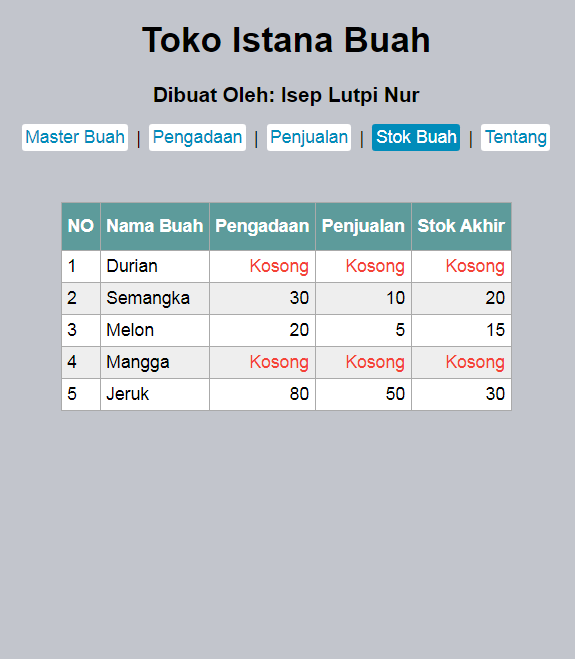 Toko Istana Buah
Dibuat Oleh: Isep Lutpi Nur
Master Buah | Pengadaan | Penjualan | Stok Buah | Tentang
NO Nama Buah Pengadaan Penjualan Stok Akhir
1 Durian Kosong Kosong Kosong
2 Semangka 30 10 20
3 Melon 20 5 15
4 Mangga Kosong Kosong Kosong
5 Jeruk 80 50 30